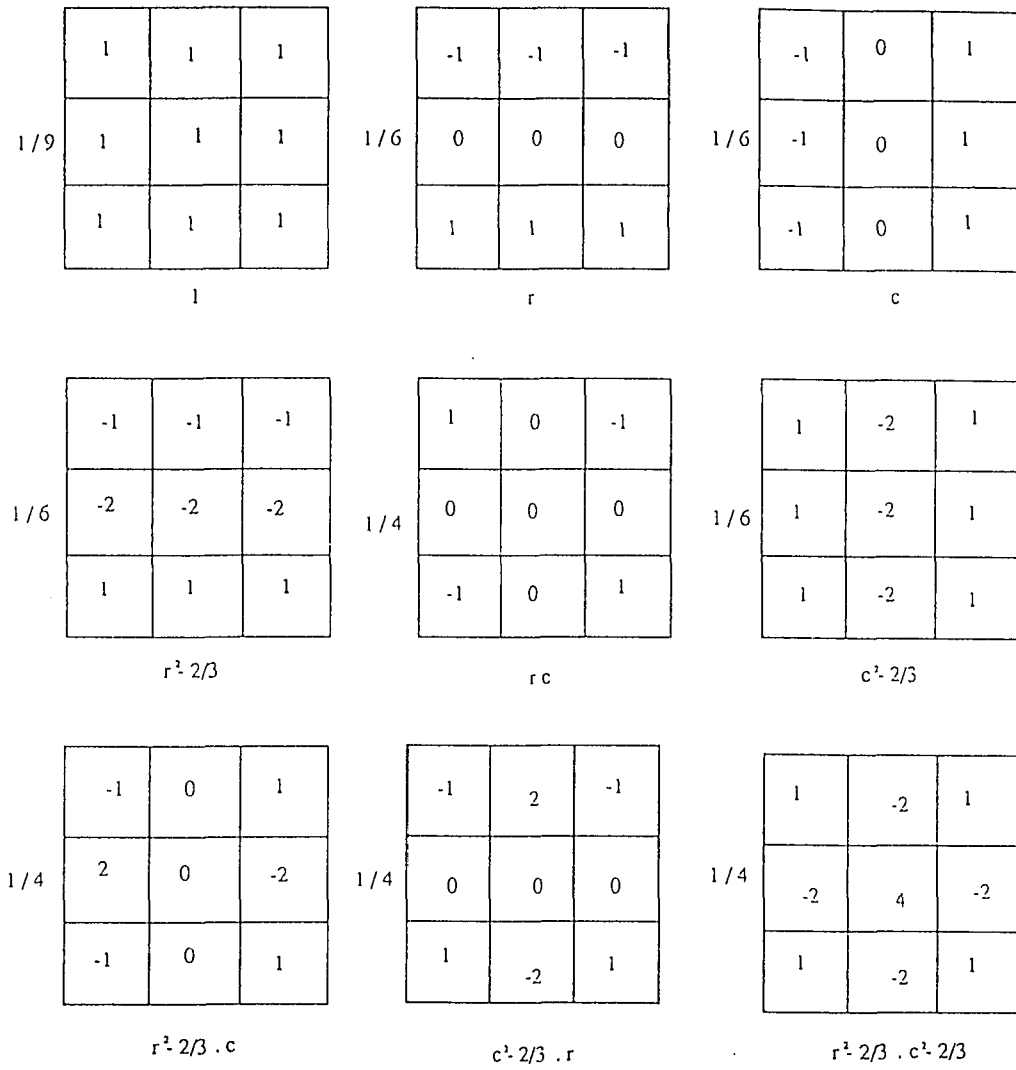 1 1 1 -1 -1 -1 -1 0 1
1/9 1 1 1 1/6 0 0 0 1/6 -1 0 1
1 1 1 1 1 1 -1 0 1
1 r c
-1 -1 -1 1 0 -1 1 -2 1
1/6 -2 -2 -2 1/4 0 0 0 1/6 1 -2 1
1 1 1 -1 0 1 1 -2 1
r²- 2/3 r c c²- 2/3
-1 0 1 -1 2 -1 1 -2 1
1/4 2 0 -2 1/4 0 0 0 1/4 -2 4 -2
-1 0 1 1 -2 1 1 -2 1
r²- 2/3 . c c²- 2/3 . r r²- 2/3 . c²- 2/3